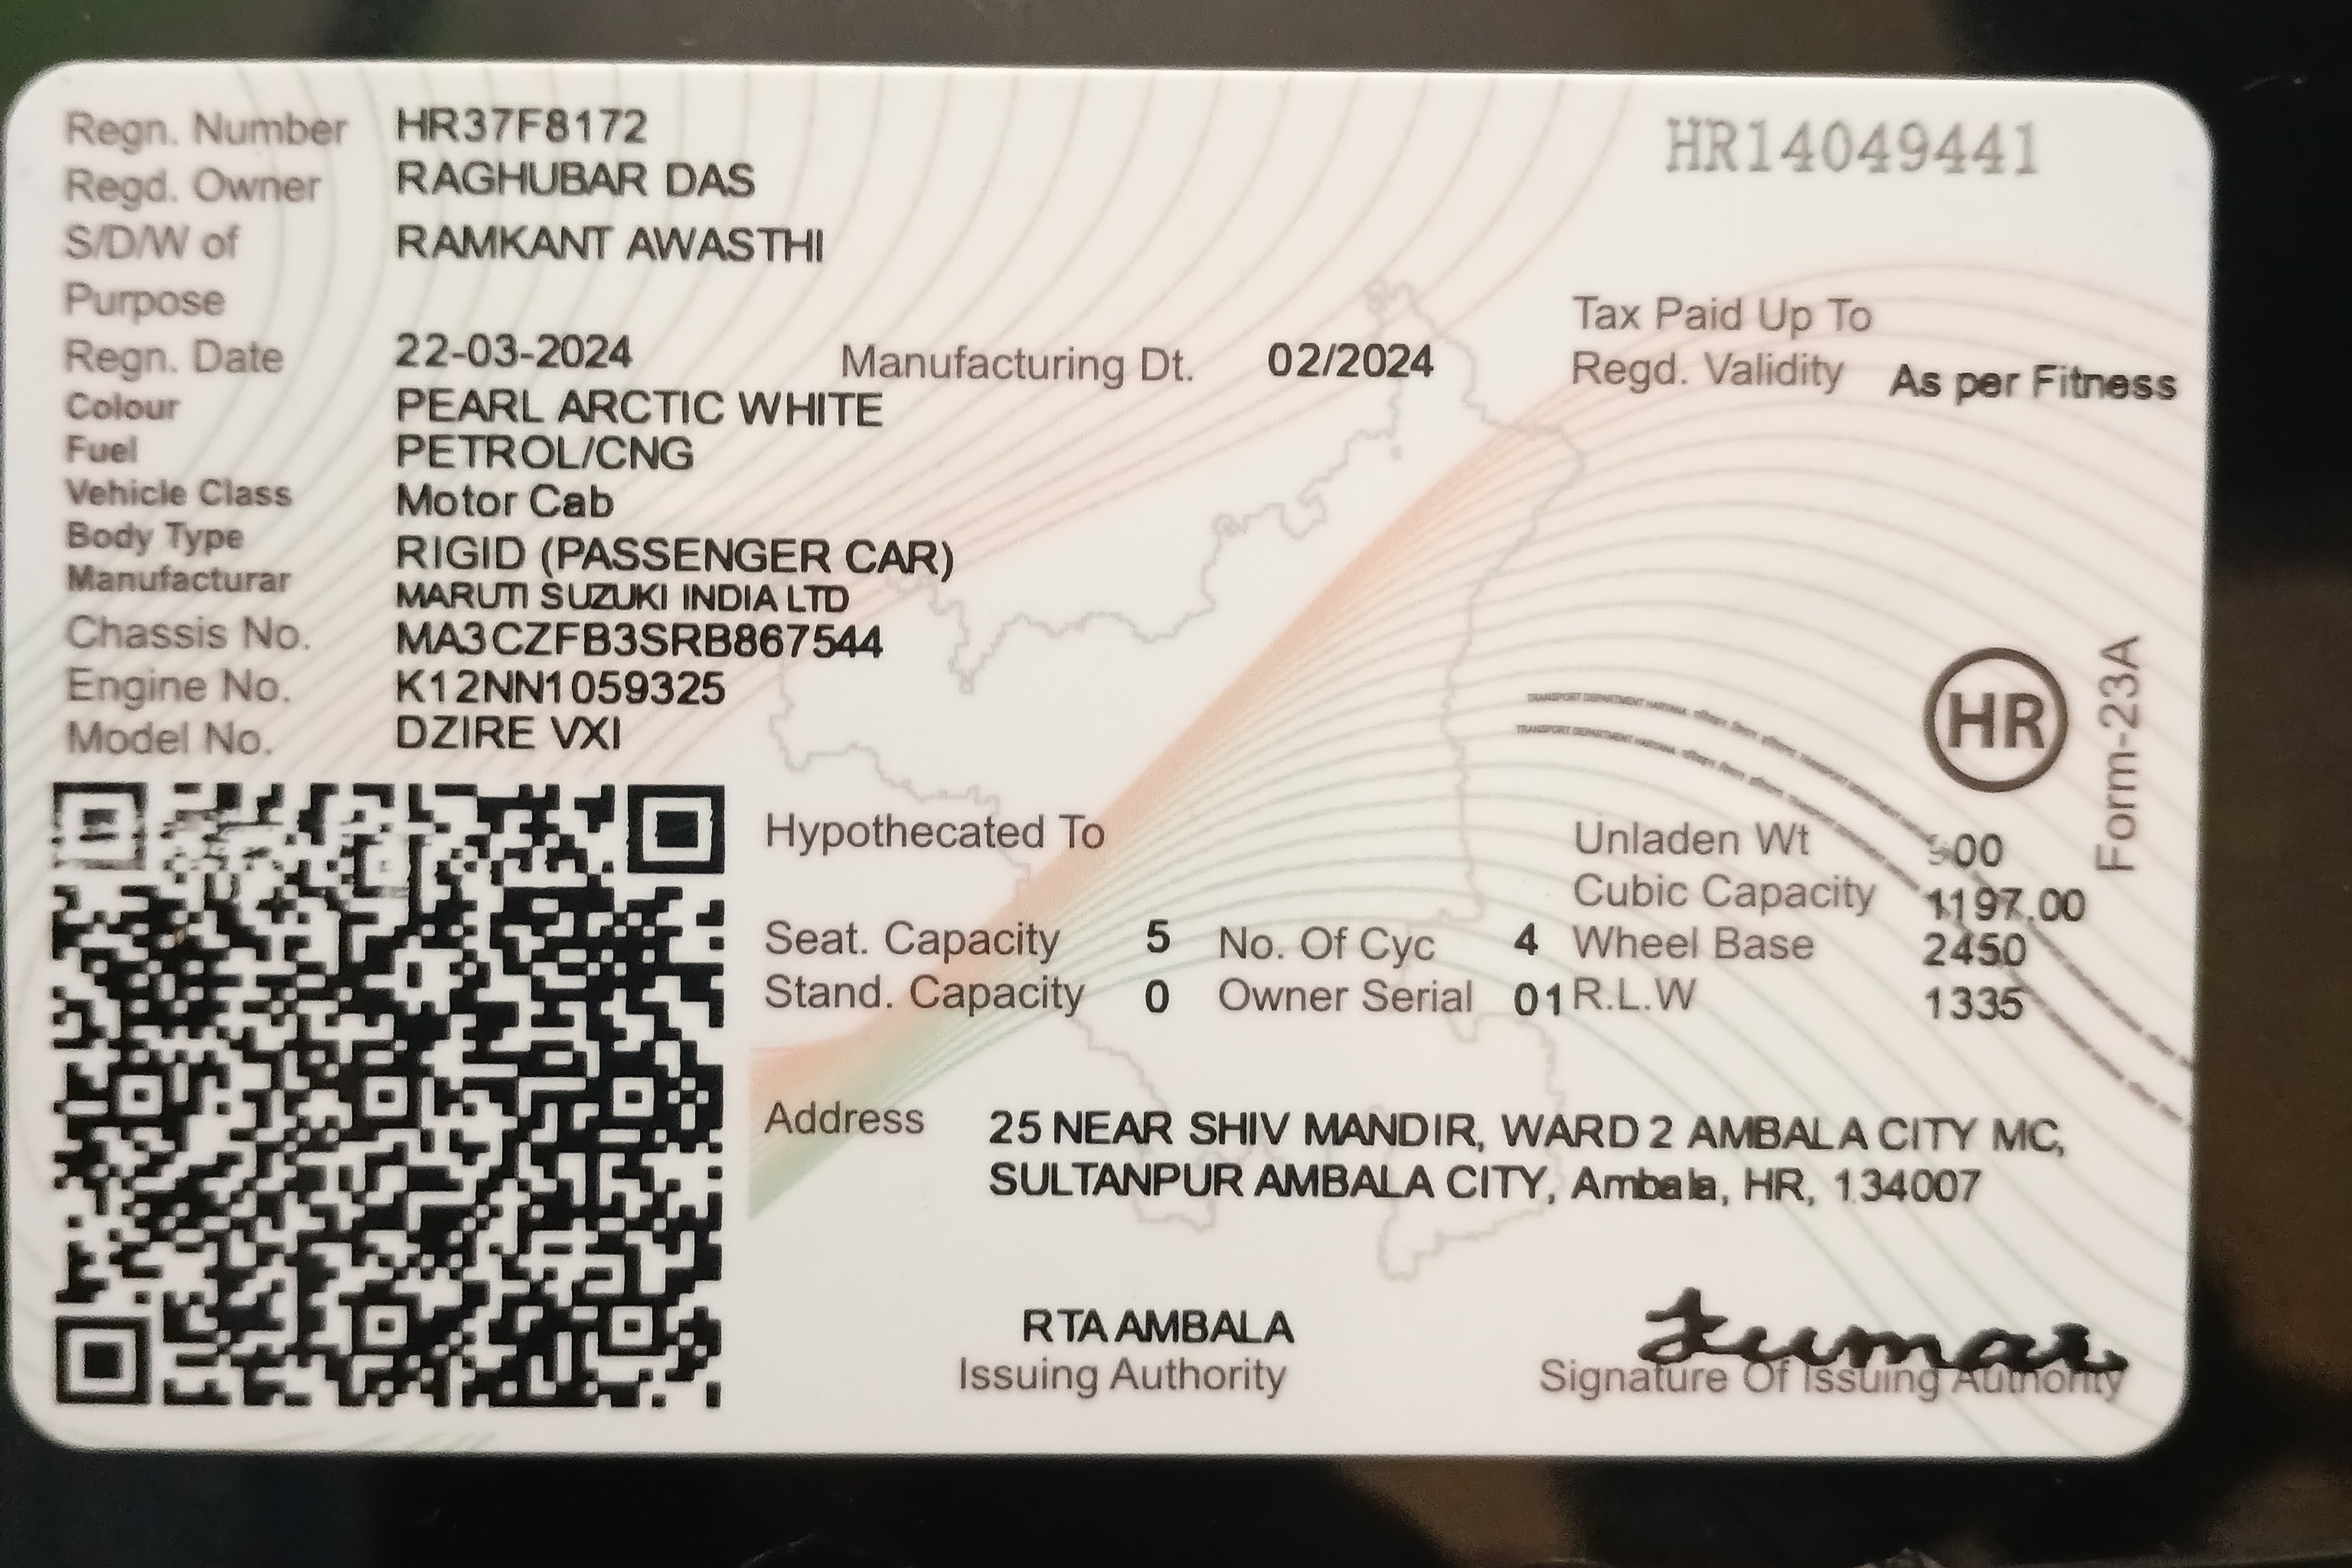 Regn. Number HR37F8172 HR14049441
Regd. Owner RAGHUBAR DAS
S/D/W of RAMKANT AWASTHI
Purpose Tax Paid Up To
Regn. Date 22-03-2024 Manufacturing Dt. 02/2024 Regd. Validity As per Fitness
Colour PEARL ARCTIC WHITE
Fuel PETROL/CNG
Vehicle Class Motor Cab
Body Type RIGID (PASSENGER CAR)
Manufacturar MARUTI SUZUKI INDIA LTD
Chassis No. MA3CZFB3SRB867544
Engine No. K12NN1059325
Model No. DZIRE VXI
HR
Form-23A
Hypothecated To Unladen Wt
Cubic Capacity 1197.00
Seat. Capacity 5 No. Of Cyc 4 Wheel Base 2450
Stand. Capacity 0 Owner Serial 01 R.L.W 1335
Address 25 NEAR SHIV MANDIR, WARD 2 AMBALA CITY MC,
SULTANPUR AMBALA CITY, Ambala, HR, 134007
RTA AMBALA
Issuing Authority Signature Of Issuing Authority